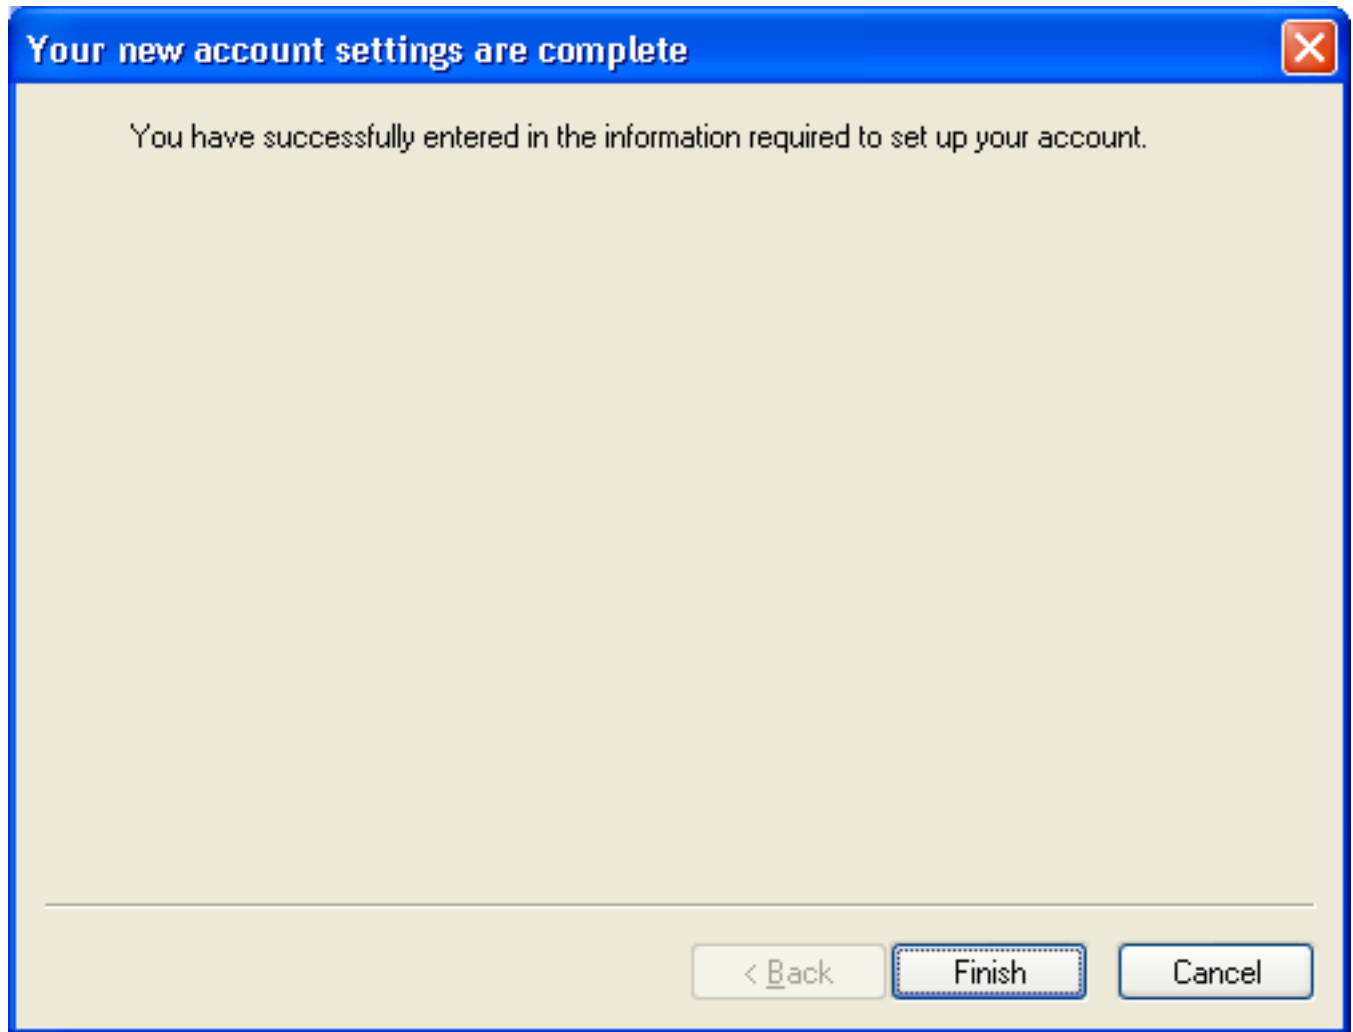 Your new account settings are complete
You have successfully entered in the information required to set up your account.
< Back Finish Cancel